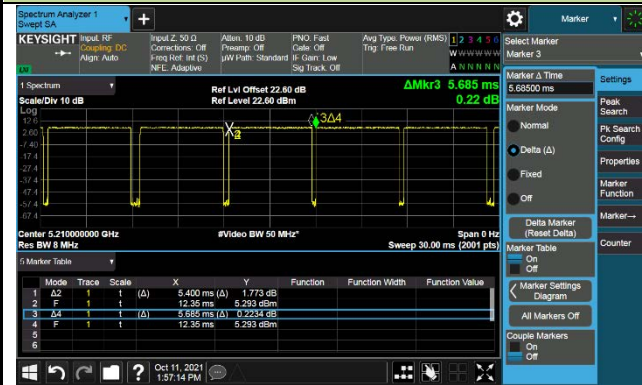 Spectrum Analyzer 1
Swept SA
Marker
KEYSIGHT
Input: RF
Coupling: DC
Align: Auto
Input Z: 50 Ω
Corrections: Off
Freq Ref: Int (S)
NFE: Adaptive
Atten: 10 dB
Preamp: Off
µW Path: Standard
PNO: Fast
Gate: Off
IF Gain: Low
Sig Track: Off
Avg Type: Power (RMS)
Trig: Free Run
1 2 3 4 5 6
W W W W W W
A N N N N N
Select Marker
Marker 3
1 Spectrum
Scale/Div 10 dB
Log
Ref Lvl Offset 22.60 dB
Ref Level 22.60 dBm
ΔMkr3 5.685 ms
0.22 dB
12.6
2.60
-7.40
-17.4
-27.4
-37.4
-47.4
-57.4
-67.4
3Δ4
Center 5.210000000 GHz
Res BW 8 MHz
#Video BW 50 MHz*
Span 0 Hz
Sweep 30.00 ms (2001 pts)
5 Marker Table
Mode Trace Scale X Y Function Function Width Function Value
1 Δ2 1 t (Δ) 5.400 ms (Δ) 1.773 dB
2 F 1 t 12.35 ms 5.293 dBm
3 Δ4 1 t (Δ) 5.685 ms (Δ) 0.2234 dB
4 F 1 t 12.35 ms 5.293 dBm
5
6
Marker Δ Time
5.68500 ms
Marker Mode
Normal
Delta (Δ)
Fixed
Off
Delta Marker
(Reset Delta)
Marker Table
On
Off
Marker Settings
Diagram
All Markers Off
Couple Markers
On
Off
Settings
Peak
Search
Pk Search
Config
Properties
Marker
Function
Marker→
Counter
Oct 11, 2021
1:57:14 PM